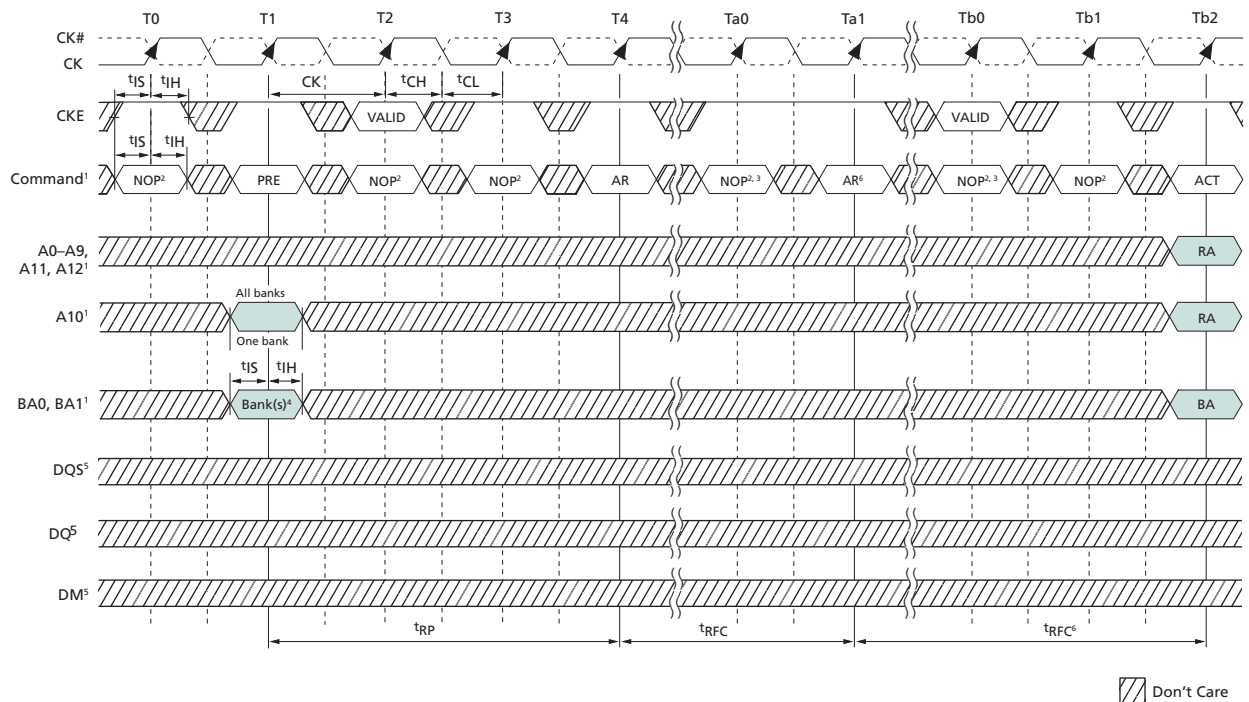 T0 T1 T2 T3 T4 Ta0 Ta1 Tb0 Tb1 Tb2
CK#
CK
tIS tIH CK tCH tCL
CKE VALID VALID
tIS tIH
Command¹ NOP² PRE NOP² NOP² AR NOP²,³ AR⁶ NOP²,³ NOP² ACT
A0–A9,
A11, A12¹ RA
All banks
A10¹ RA
One bank
tIS tIH
BA0, BA1¹ Bank(s)⁴ BA
DQS⁵
DQ⁵
DM⁵
tRP tRFC tRFC⁶
Don't Care